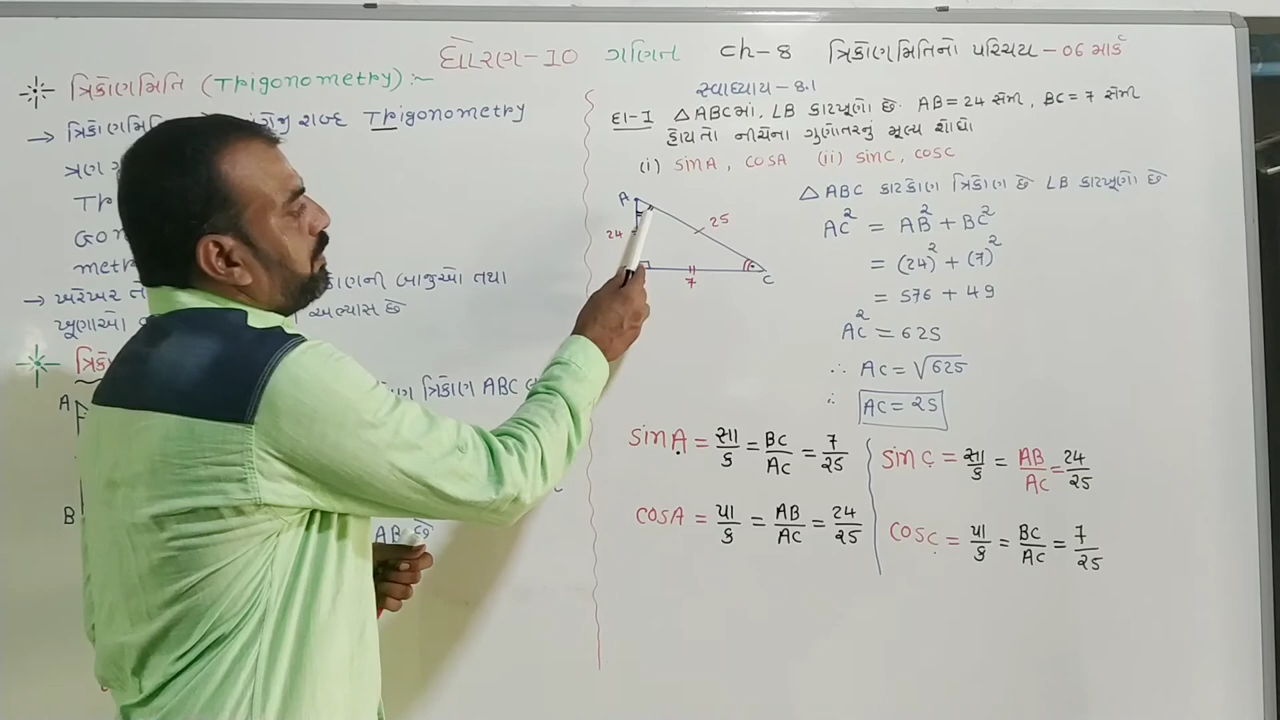 ધોરણ-10 ગણિત ch-8 ત્રિકોણમિતિનો પરિચય - 06 માર્ક
ત્રિકોણમિતિ (Trigonometry) :-
→ શબ્દ Trigonometry
ત્રણ
Tri
Gon
metr
→ ખરેખર ત્રિકોણની બાજુઓ તથા
ખૂણાઓ અભ્યાસ છે
ત્રિકોણ ABC
A
B
AB છે
સ્વાધ્યાય - 8.1
દા-1 △ABCમાં, ∠B કાટખૂણો છે. AB = 24 સેમી, BC = 7 સેમી
હોય તો નીચેના ગુણોત્તરનું મૂલ્ય શોધો
(i) sinA, cosA (ii) sinC, cosC
A
24
25
7
C
△ABC કાટકોણ ત્રિકોણ છે ∠B કાટખૂણો છે
AC² = AB² + BC²
= (24)² + (7)²
= 576 + 49
AC² = 625
∴ AC = √625
∴ AC = 25
sinA = સા/ક = BC/AC = 7/25
cosA = પા/ક = AB/AC = 24/25
sinC = સા/ક = AB/AC = 24/25
cosC = પા/ક = BC/AC = 7/25